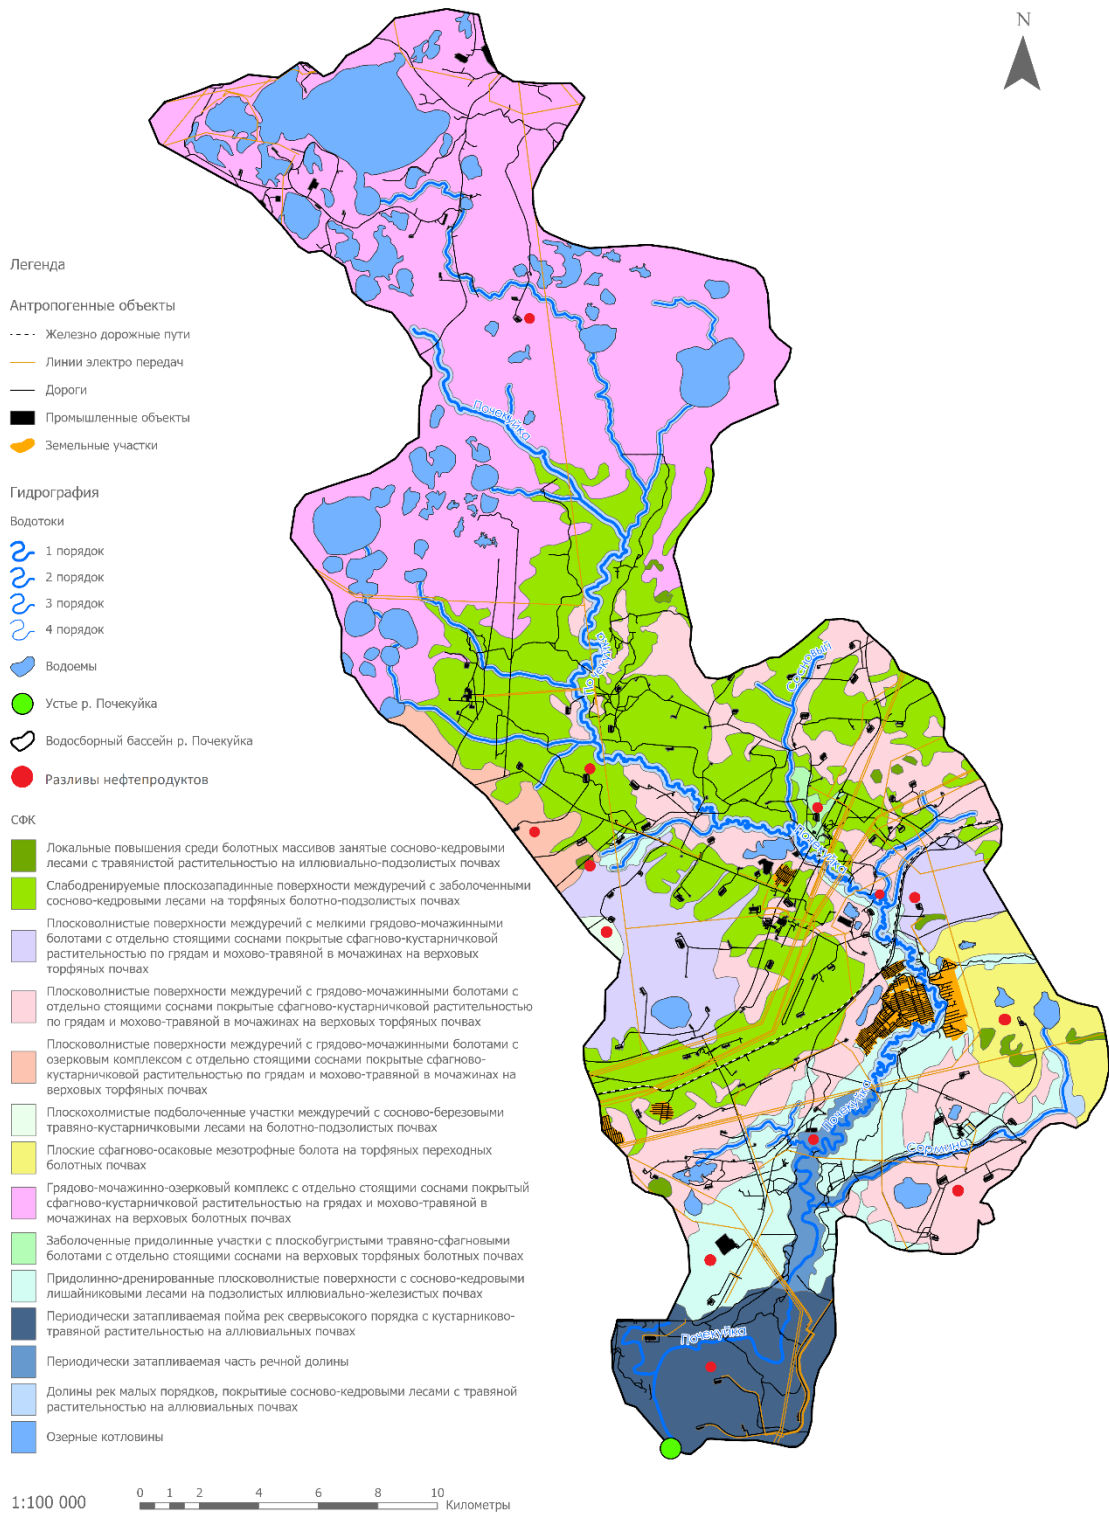 N
Почекуйка
Почекуйка
Сосновый
Почекуйка
Почекуйка
Сармина
Почекуйка
Легенда
Антропогенные объекты
Железно дорожные пути
Линии электро передач
Дороги
Промышленные объекты
Земельные участки
Гидрография
Водотоки
1 порядок
2 порядок
3 порядок
4 порядок
Водоемы
Устье р. Почекуйка
Водосборный бассейн р. Почекуйка
Разливы нефтепродуктов
СФК
Локальные повышения среди болотных массивов занятые сосново-кедровыми
лесами с травянистой растительностью на иллювиально-подзолистых почвах
Слабодренируемые плоскозападинные поверхности междуречий с заболоченными
сосново-кедровыми лесами на торфяных болотно-подзолистых почвах
Плосковолнистые поверхности междуречий с мелкими грядово-мочажинными
болотами с отдельно стоящими соснами покрытые сфагново-кустарничковой
растительностью по грядам и мохово-травяной в мочажинах на верховых
торфяных почвах
Плосковолнистые поверхности междуречий с грядово-мочажинными болотами с
отдельно стоящими соснами покрытые сфагново-кустарничковой растительностью
по грядам и мохово-травяной в мочажинах на верховых торфяных почвах
Плосковолнистые поверхности междуречий с грядово-мочажинными болотами с
озерковым комплексом с отдельно стоящими соснами покрытые сфагново-
кустарничковой растительностью по грядам и мохово-травяной в мочажинах на
верховых торфяных почвах
Плоскохолмистые подболоченные участки междуречий с сосново-березовыми
травяно-кустарничковыми лесами на болотно-подзолистых почвах
Плоские сфагново-осаковые мезотрофные болота на торфяных переходных
болотных почвах
Грядово-мочажинно-озерковый комплекс с отдельно стоящими соснами покрытый
сфагново-кустарничковой растительностью на грядах и мохово-травяной в
мочажинах на верховых болотных почвах
Заболоченные придолинные участки с плоскобугристыми травяно-сфагновыми
болотами с отдельно стоящими соснами на верховых торфяных болотных почвах
Придолинно-дренированные плосковолнистые поверхности с сосново-кедровыми
лишайниковыми лесами на подзолистых иллювиально-железистых почвах
Периодически затапливаемая пойма рек свервысокого порядка с кустарниково-
травяной растительностью на аллювиальных почвах
Периодически затапливаемая часть речной долины
Долины рек малых порядков, покрытиые сосново-кедровыми лесами с травяной
растительностью на аллювиальных почвах
Озерные котловины
1:100 000
0 1 2 4 6 8 10
Километры